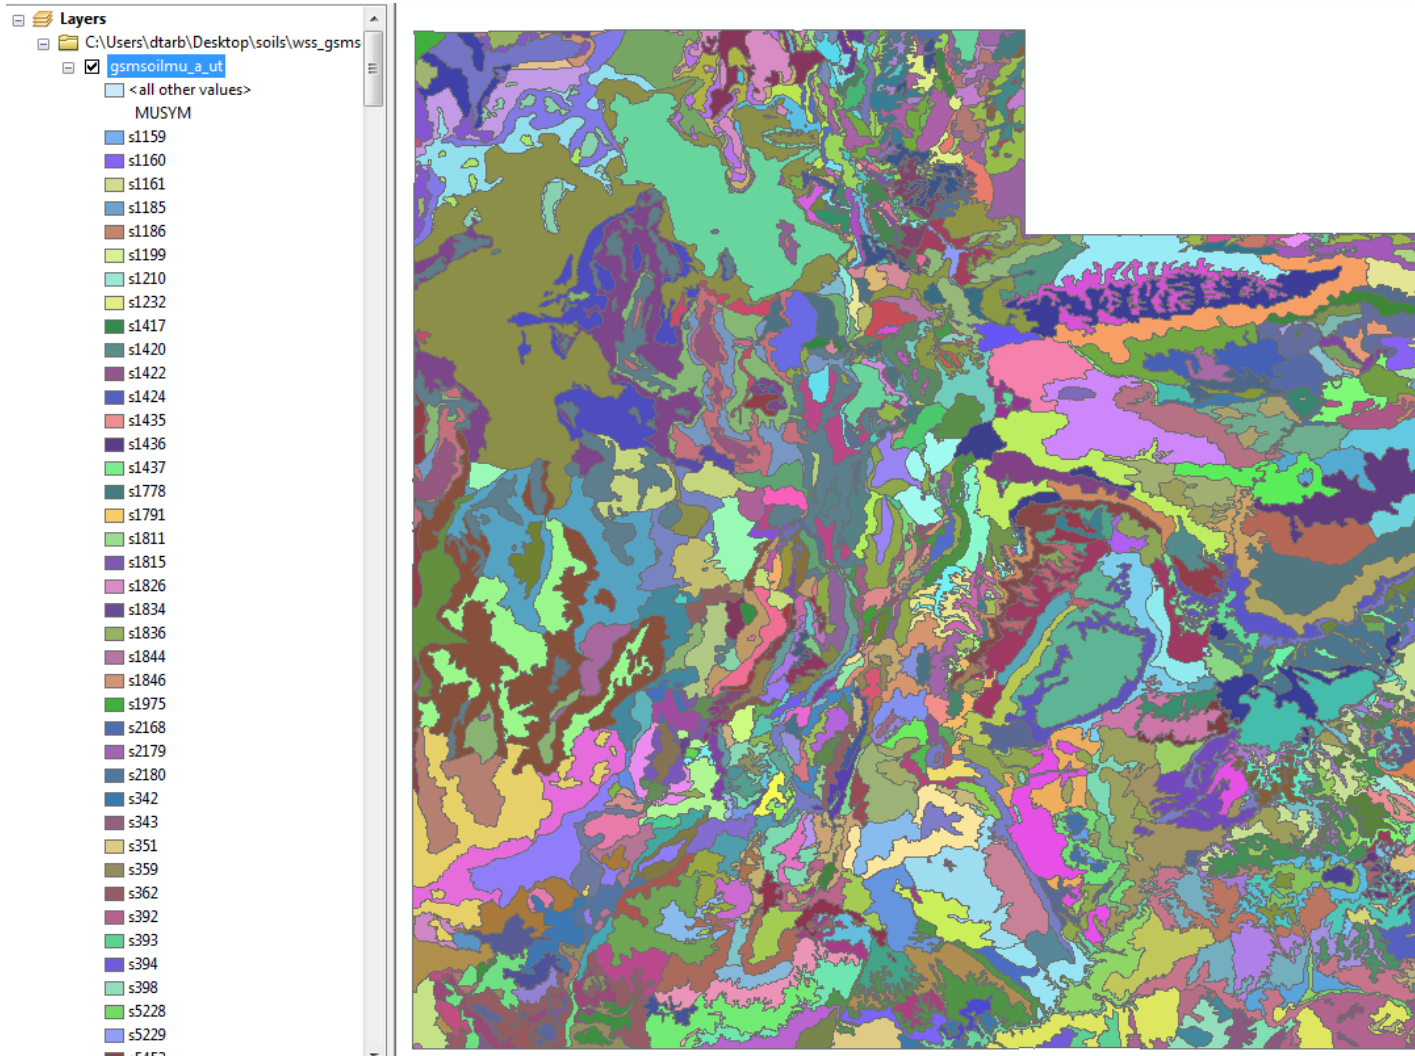 Layers
C:\Users\dtarb\Desktop\soils\wss_gsms
gsmsoilmu_a_ut
<all other values>
MUSYM
s1159
s1160
s1161
s1185
s1186
s1199
s1210
s1232
s1417
s1420
s1422
s1424
s1435
s1436
s1437
s1778
s1791
s1811
s1815
s1826
s1834
s1836
s1844
s1846
s1975
s2168
s2179
s2180
s342
s343
s351
s359
s362
s392
s393
s394
s398
s5228
s5229